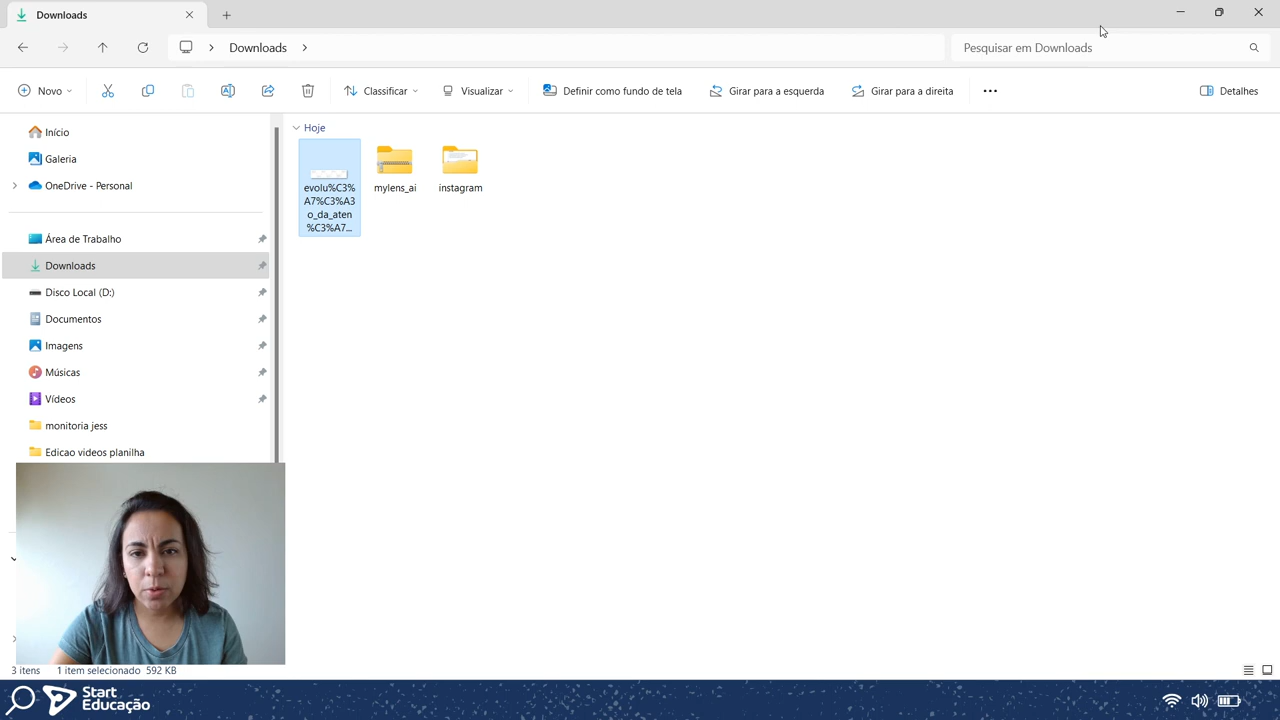 Downloads
Downloads
Pesquisar em Downloads
Novo
Classificar
Visualizar
Definir como fundo de tela
Girar para a esquerda
Girar para a direita
Detalhes
Início
Galeria
OneDrive - Personal
Área de Trabalho
Downloads
Disco Local (D:)
Documentos
Imagens
Músicas
Vídeos
monitoria jess
Edicao videos planilha
Hoje
evolu%C3%
A7%C3%A3
o_da_aten
%C3%A7...
mylens_ai
instagram
3 itens 1 item selecionado 592 KB
Start
Educação